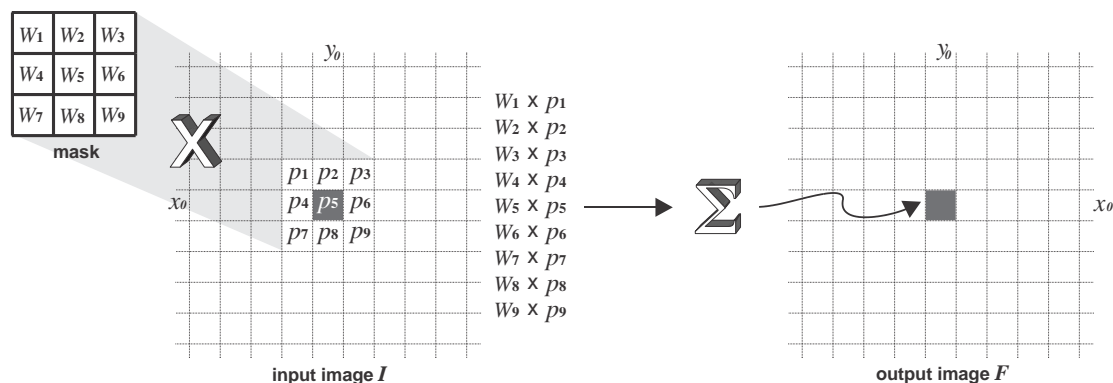 W1 W2 W3
W4 W5 W6
W7 W8 W9
mask
X
y0
x0
p1 p2 p3
p4 p5 p6
p7 p8 p9
input image I
W1 x p1
W2 x p2
W3 x p3
W4 x p4
W5 x p5
W6 x p6
W7 x p7
W8 x p8
W9 x p9
Σ
y0
x0
output image F